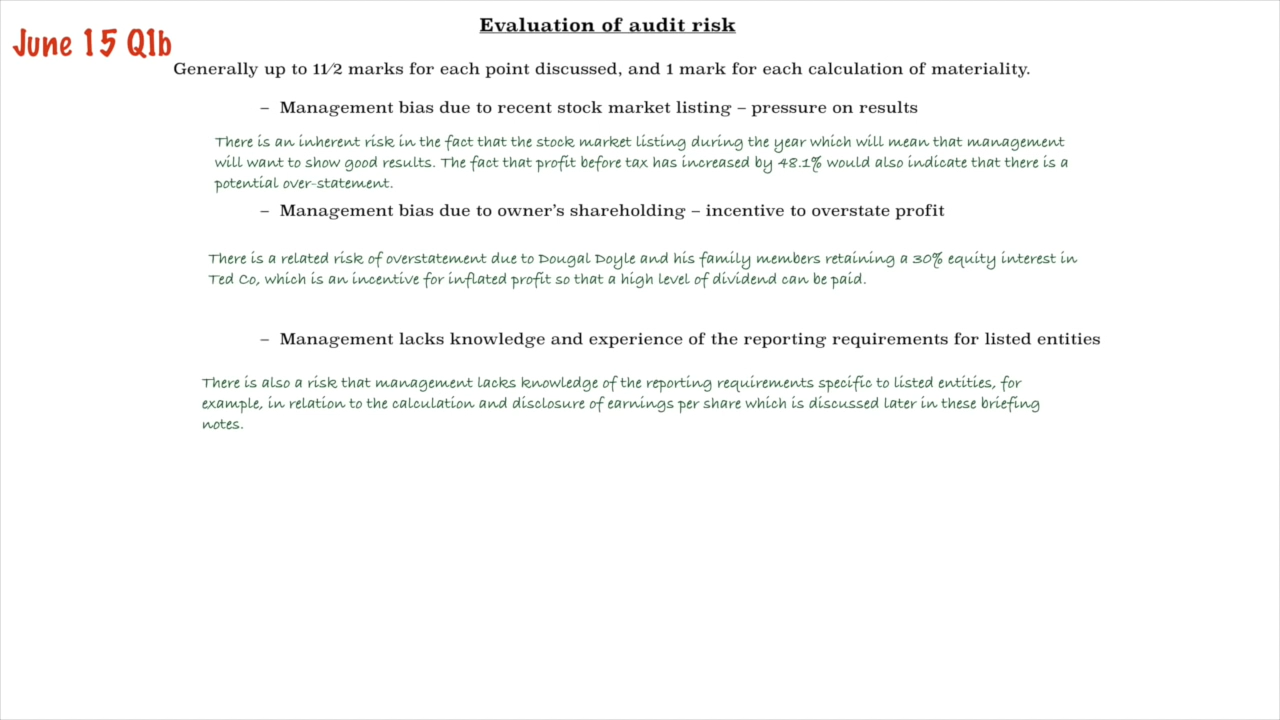 Evaluation of audit risk
June 15 Q1b
Generally up to 11⁄2 marks for each point discussed, and 1 mark for each calculation of materiality.
– Management bias due to recent stock market listing – pressure on results
There is an inherent risk in the fact that the stock market listing during the year which will mean that management
will want to show good results. The fact that profit before tax has increased by 48.1% would also indicate that there is a
potential over-statement.
– Management bias due to owner’s shareholding – incentive to overstate profit
There is a related risk of overstatement due to Dougal Doyle and his family members retaining a 30% equity interest in
Ted Co, which is an incentive for inflated profit so that a high level of dividend can be paid.
– Management lacks knowledge and experience of the reporting requirements for listed entities
There is also a risk that management lacks knowledge of the reporting requirements specific to listed entities, for
example, in relation to the calculation and disclosure of earnings per share which is discussed later in these briefing
notes.